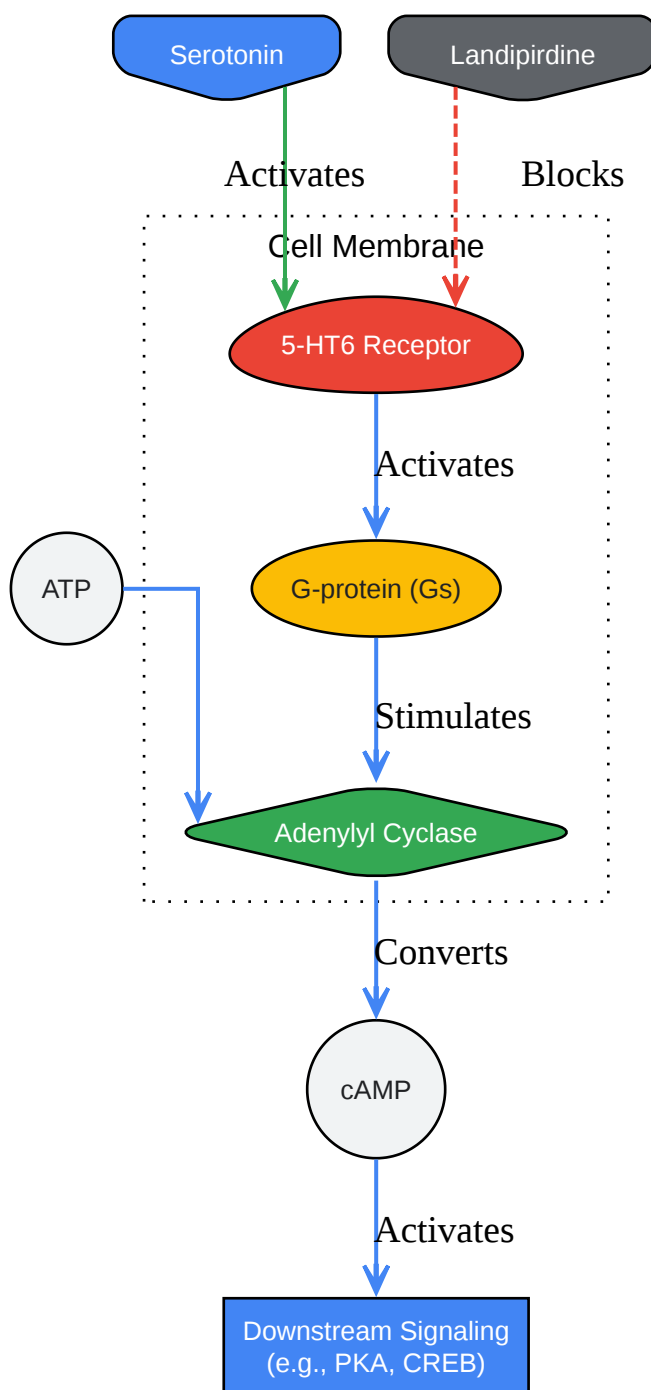 Serotonin
Landipirdine
Activates
Blocks
Cell Membrane
5-HT6 Receptor
Activates
ATP
G-protein (Gs)
Stimulates
Adenylyl Cyclase
Converts
cAMP
Activates
Downstream Signaling
(e.g., PKA, CREB)